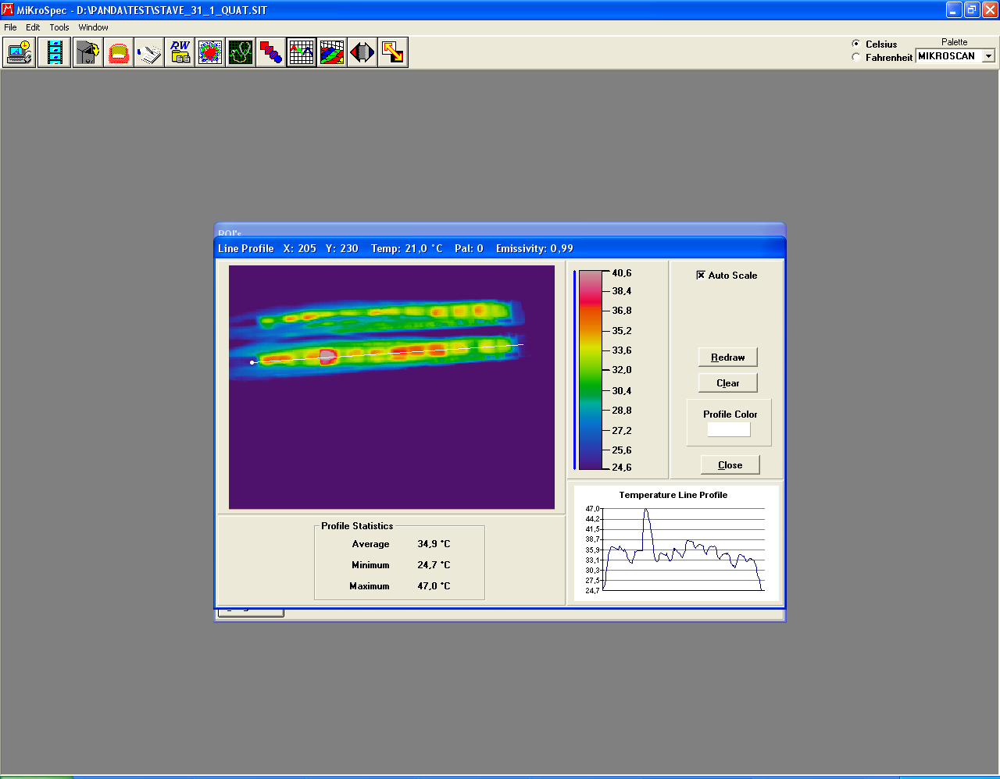 MiKroSpec - D:\PANDA\TEST\STAVE_31_1_QUAT.SIT
File Edit Tools Window
RW
Celsius
Fahrenheit
Palette
MIKROSCAN
ROI's
Line Profile X: 205 Y: 230 Temp: 21,0 °C Pal: 0 Emissivity: 0,99
40,6
38,4
36,8
35,2
33,6
32,0
30,4
28,8
27,2
25,6
24,6
Auto Scale
Redraw
Clear
Profile Color
Close
Profile Statistics
Average 34,9 °C
Minimum 24,7 °C
Maximum 47,0 °C
Temperature Line Profile
47,0
44,2
41,5
38,7
35,9
33,1
30,3
27,5
24,7